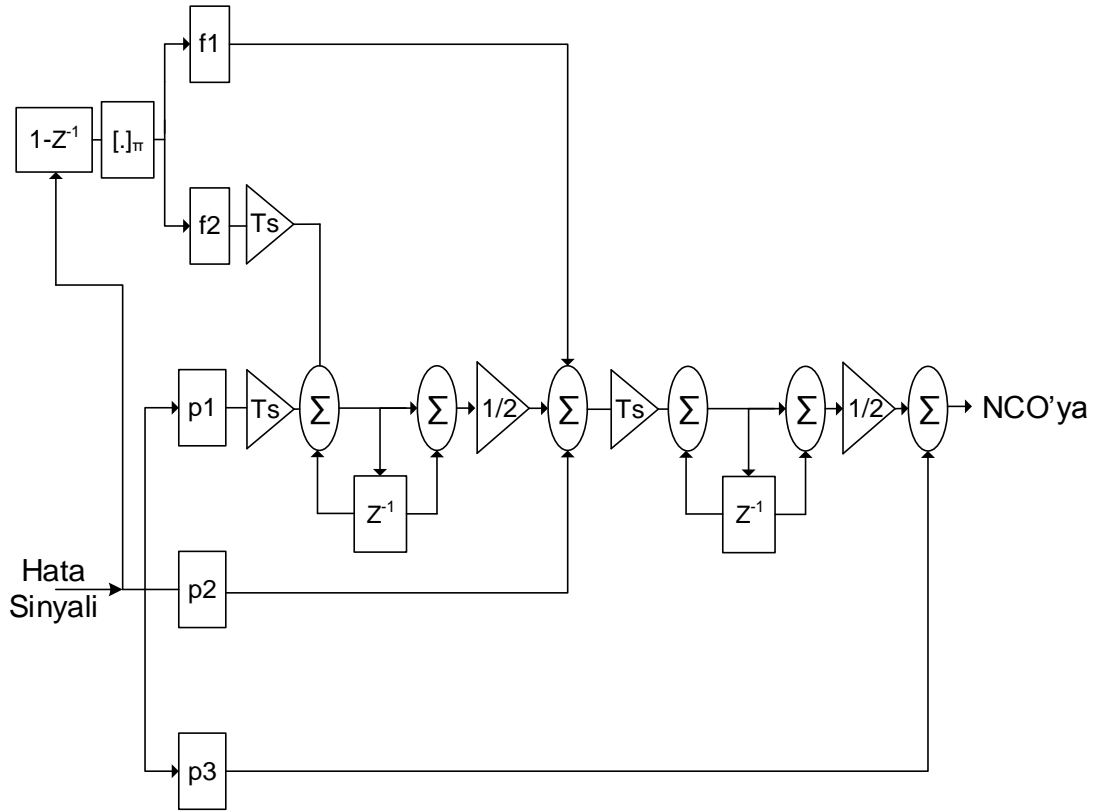 f1
1-Z⁻¹
[.]π
f2
Ts
p1
Ts
Σ
Σ
1/2
Σ
Ts
Σ
Σ
1/2
Σ
NCO'ya
Z⁻¹
Z⁻¹
Hata
Sinyali
p2
p3